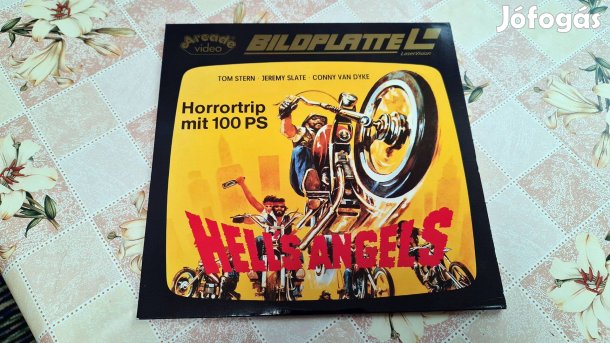 Jófogás
Arcade
video
BILDPLATTE
LaserVision
TOM STERN · JEREMY SLATE · CONNY VAN DYKE
Horrortrip
mit 100 PS
HELLS ANGELS